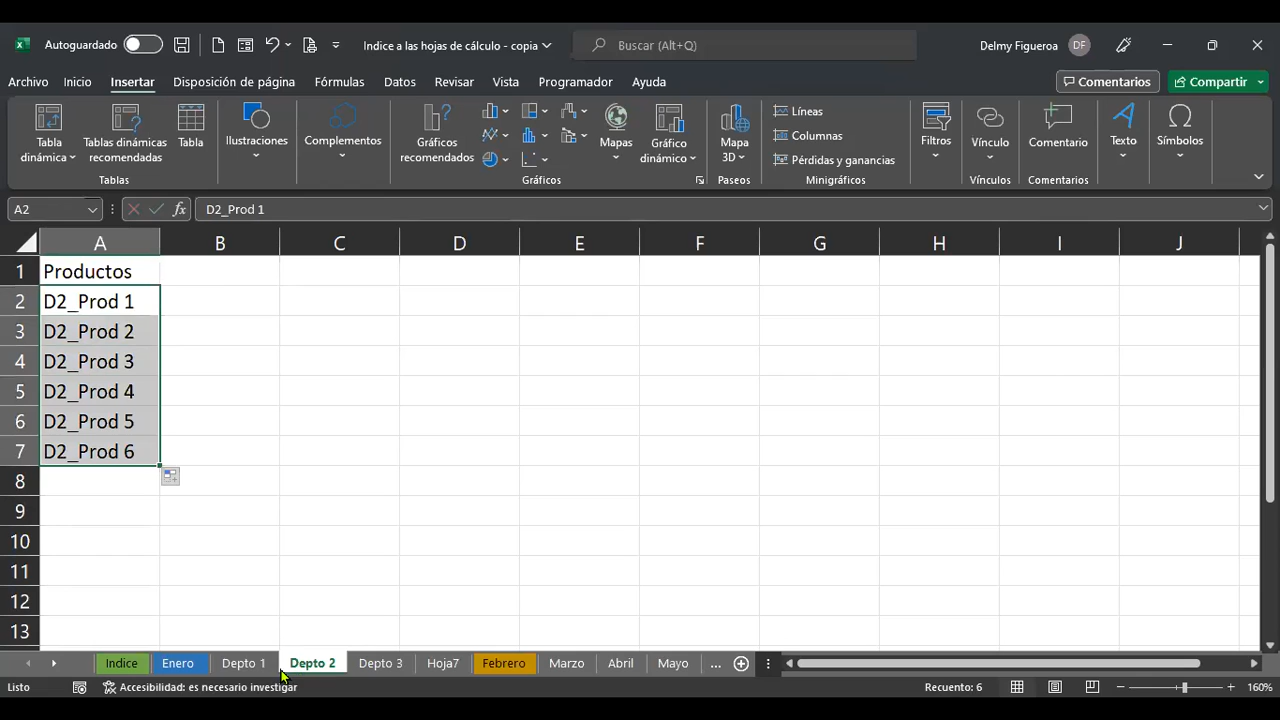 Autoguardado
Indice a las hojas de cálculo - copia
Buscar (Alt+Q)
Delmy Figueroa
DF
Archivo Inicio Insertar Disposición de página Fórmulas Datos Revisar Vista Programador Ayuda
Comentarios
Compartir
Tabla dinámica
Tablas dinámicas recomendadas
Tabla
Tablas
Ilustraciones
Complementos
Gráficos recomendados
Mapas
Gráfico dinámico
Gráficos
Mapa 3D
Paseos
Líneas
Columnas
Pérdidas y ganancias
Minigráficos
Filtros
Vínculo
Vínculos
Comentario
Comentarios
Texto
Símbolos
A2
fx
D2_Prod 1
A B C D E F G H I J
1 Productos
2 D2_Prod 1
3 D2_Prod 2
4 D2_Prod 3
5 D2_Prod 4
6 D2_Prod 5
7 D2_Prod 6
8
9
10
11
12
13
Indice Enero Depto 1 Depto 2 Depto 3 Hoja7 Febrero Marzo Abril Mayo ...
Listo
Accesibilidad: es necesario investigar
Recuento: 6
160%